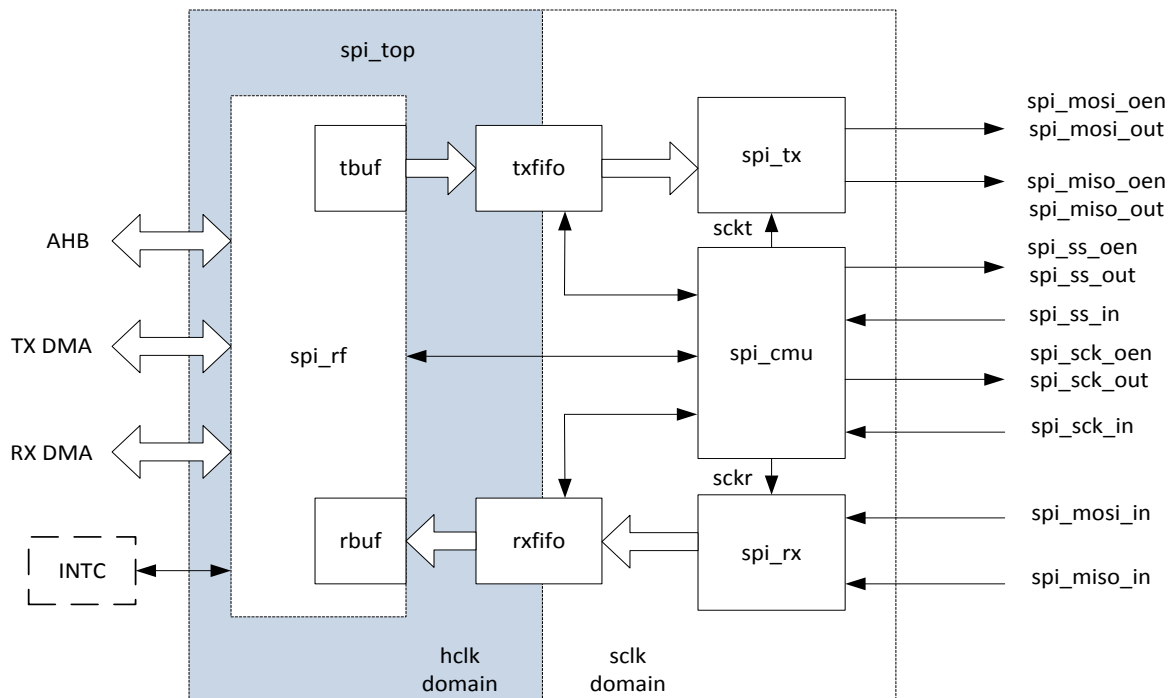 spi_top
spi_mosi_oen
spi_mosi_out
tbuf
txfifo
spi_tx
spi_miso_oen
spi_miso_out
sckt
AHB
spi_ss_oen
spi_ss_out
spi_ss_in
TX DMA
spi_rf
spi_cmu
spi_sck_oen
spi_sck_out
RX DMA
spi_sck_in
sckr
spi_mosi_in
rbuf
rxfifo
spi_rx
INTC
spi_miso_in
hclk
domain
sclk
domain